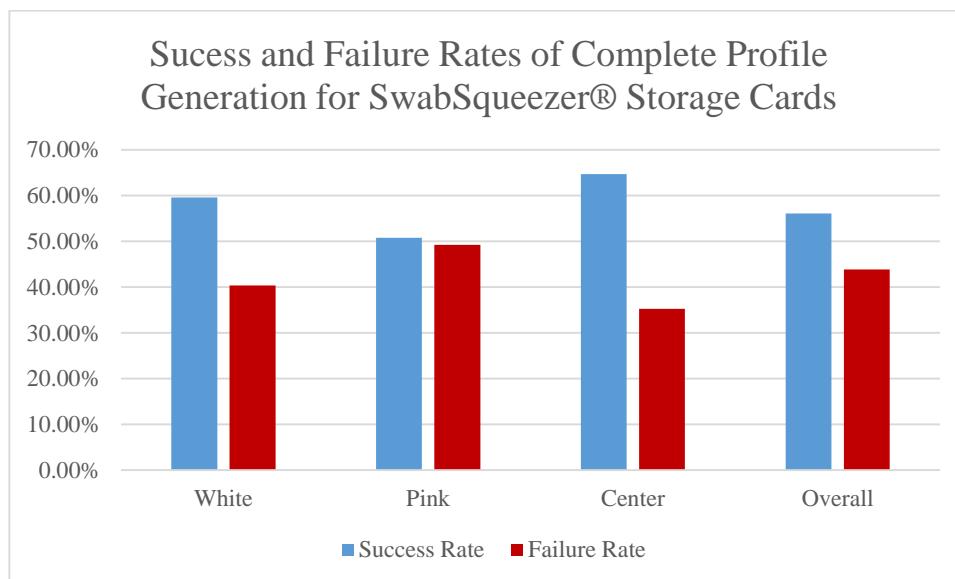 Sucess and Failure Rates of Complete Profile
Generation for SwabSqueezer® Storage Cards
70.00%
60.00%
50.00%
40.00%
30.00%
20.00%
10.00%
0.00%
White Pink Center Overall
Success Rate Failure Rate